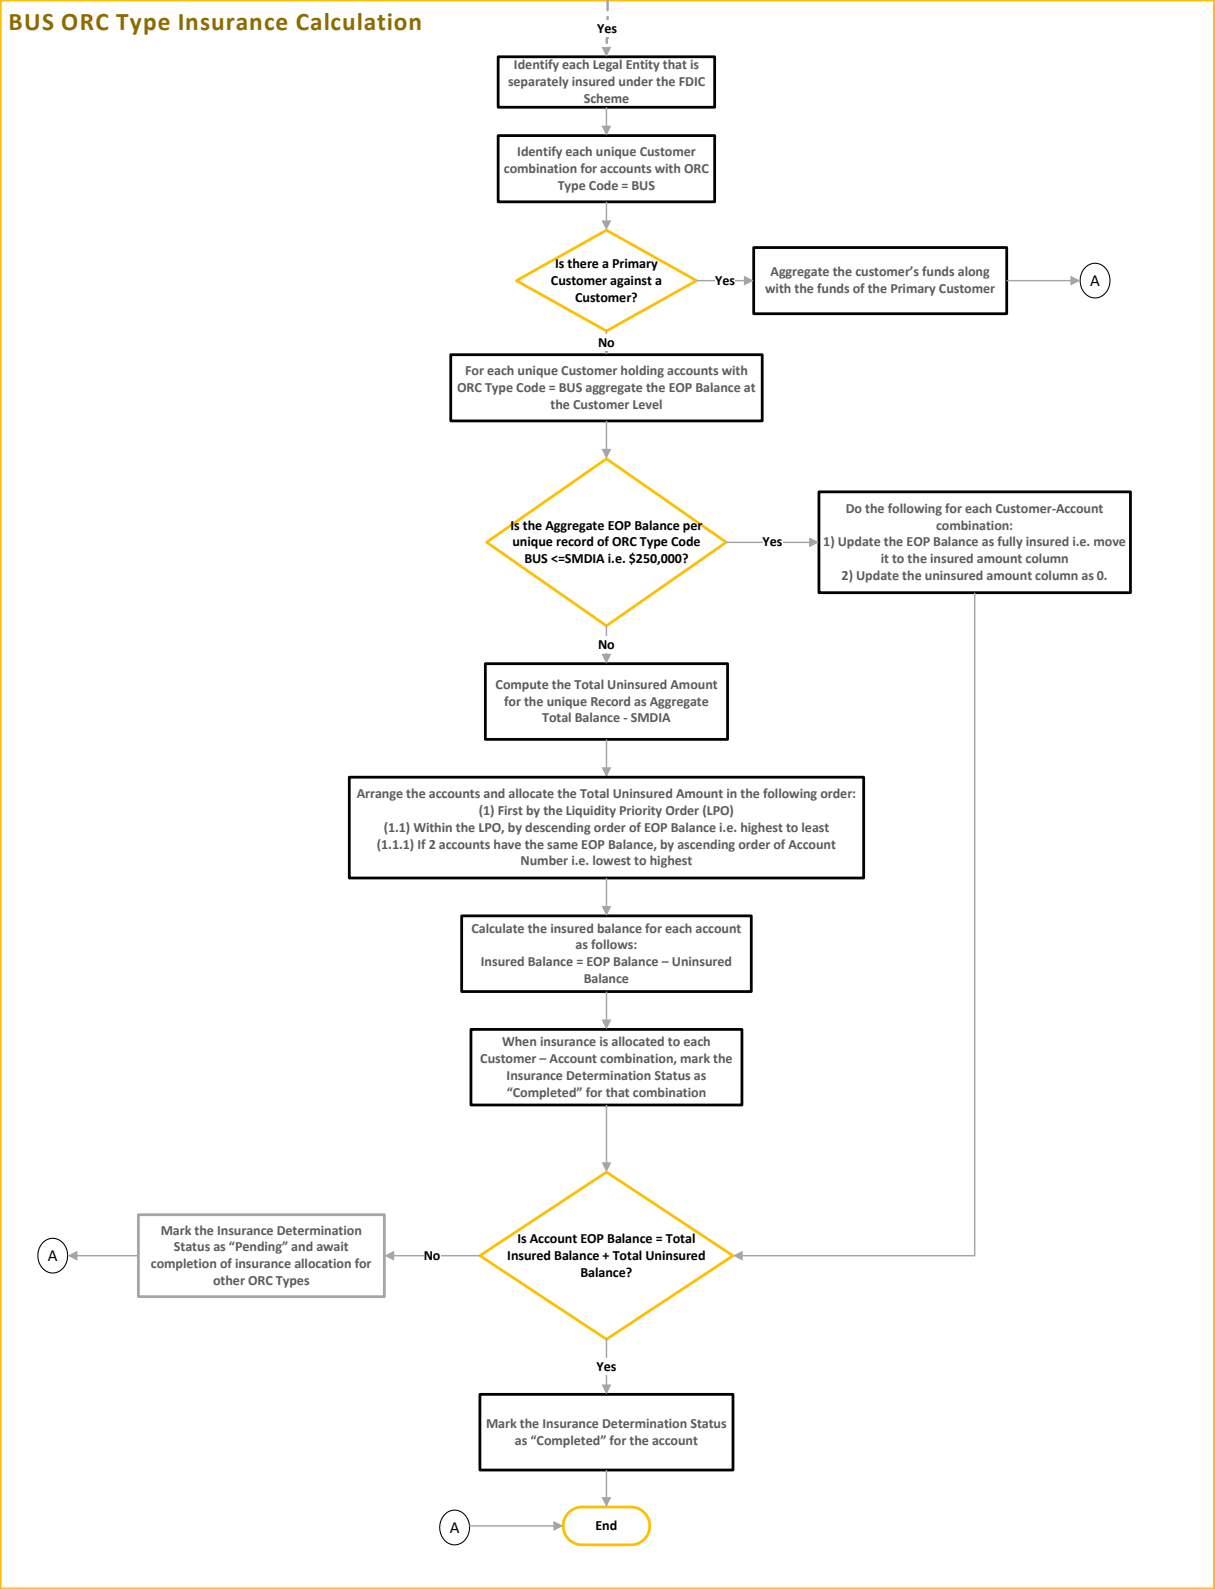 BUS ORC Type Insurance Calculation
Yes
Identify each Legal Entity that is
separately insured under the FDIC
Scheme
Identify each unique Customer
combination for accounts with ORC
Type Code = BUS
Is there a Primary
Customer against a
Customer?
Yes
Aggregate the customer’s funds along
with the funds of the Primary Customer
A
No
For each unique Customer holding accounts with
ORC Type Code = BUS aggregate the EOP Balance at
the Customer Level
Is the Aggregate EOP Balance per
unique record of ORC Type Code
BUS <=SMDIA i.e. $250,000?
Yes
Do the following for each Customer-Account
combination:
1) Update the EOP Balance as fully insured i.e. move
it to the insured amount column
2) Update the uninsured amount column as 0.
No
Compute the Total Uninsured Amount
for the unique Record as Aggregate
Total Balance - SMDIA
Arrange the accounts and allocate the Total Uninsured Amount in the following order:
(1) First by the Liquidity Priority Order (LPO)
(1.1) Within the LPO, by descending order of EOP Balance i.e. highest to least
(1.1.1) If 2 accounts have the same EOP Balance, by ascending order of Account
Number i.e. lowest to highest
Calculate the insured balance for each account
as follows:
Insured Balance = EOP Balance – Uninsured
Balance
When insurance is allocated to each
Customer – Account combination, mark the
Insurance Determination Status as
“Completed” for that combination
Is Account EOP Balance = Total
Insured Balance + Total Uninsured
Balance?
No
Mark the Insurance Determination
Status as “Pending” and await
completion of insurance allocation for
other ORC Types
A
Yes
Mark the Insurance Determination Status
as “Completed” for the account
A
End